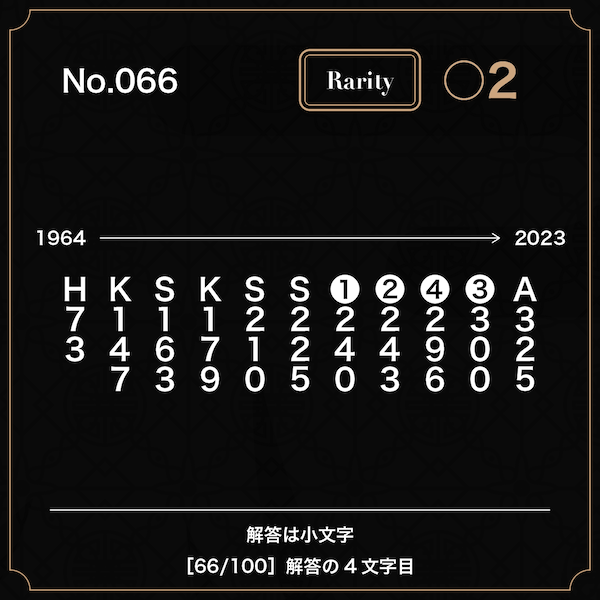 No.066 Rarity ○2
1964 2023
H K S K S S ❶ ❷ ❹ ❸ A
7 1 1 1 2 2 2 2 2 3 3
3 4 6 7 1 2 4 4 9 0 2
7 3 9 0 5 0 3 6 0 5
解答は小文字
［66/100］解答の4文字目